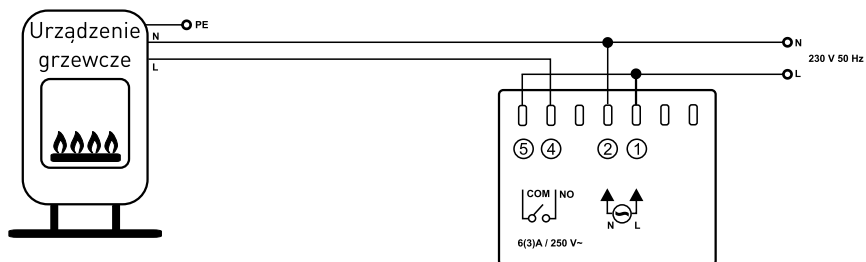 Urządzenie
grzewcze
PE
N
L
N
230 V 50 Hz
L
5 4 2 1
COM NO
N L
6(3)A / 250 V~